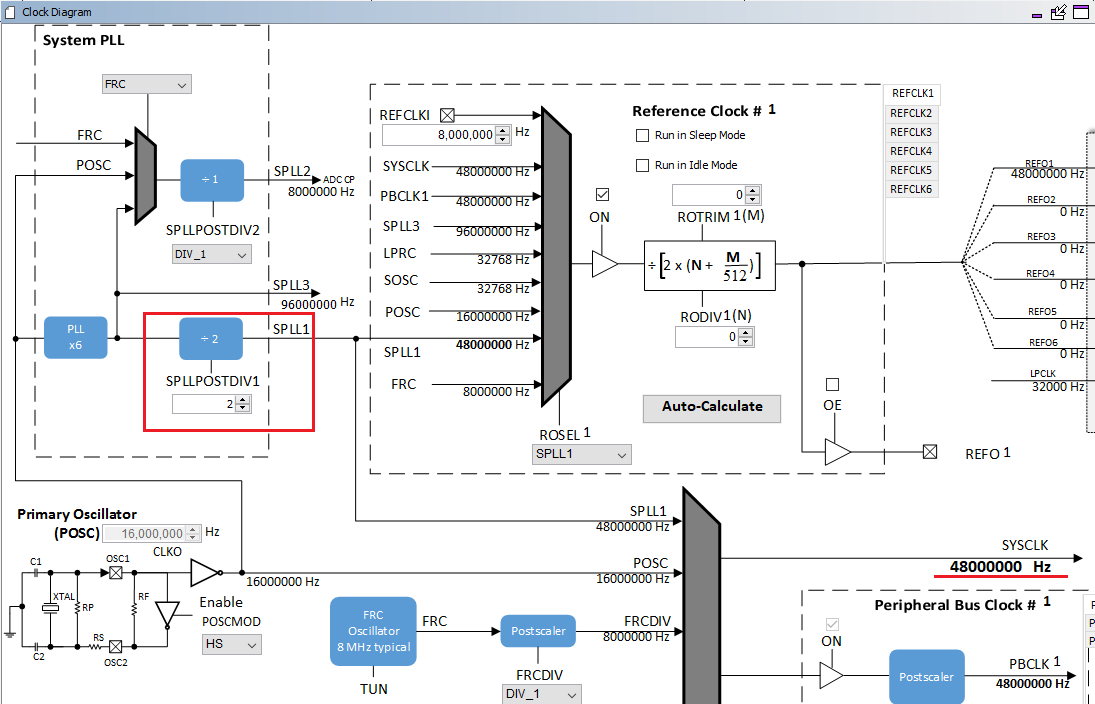 Clock Diagram
System PLL
FRC
FRC
POSC
÷ 1
SPLL2
ADC CP
8000000 Hz
SPLLPOSTDIV2
DIV_1
SPLL3
96000000 Hz
PLL
x6
÷ 2
SPLL1
SPLLPOSTDIV1
2
REFCLKI
8,000,000 Hz
SYSCLK
48000000 Hz
PBCLK1
48000000 Hz
SPLL3
96000000 Hz
LPRC
32768 Hz
SOSC
32768 Hz
POSC
16000000 Hz
SPLL1
48000000 Hz
FRC
8000000 Hz
ROSEL 1
SPLL1
Reference Clock # 1
Run in Sleep Mode
Run in Idle Mode
ON
0
ROTRIM 1(M)
÷[2 x (N + M/512)]
RODIV1(N)
0
Auto-Calculate
OE
REFO 1
REFCLK1
REFCLK2
REFCLK3
REFCLK4
REFCLK5
REFCLK6
REFO1
48000000 Hz
REFO2
0 Hz
REFO3
0 Hz
REFO4
0 Hz
REFO5
0 Hz
REFO6
0 Hz
LPCLK
32000 Hz
Primary Oscillator
(POSC) 16,000,000 Hz
CLKO
16000000 Hz
C1
OSC1
XTAL
RP
RF
RS
C2
OSC2
Enable
POSCMOD
HS
FRC
Oscillator
8 MHz typical
TUN
FRC
Postscaler
FRCDIV
DIV_1
SPLL1
48000000 Hz
POSC
16000000 Hz
FRCDIV
8000000 Hz
SYSCLK
48000000 Hz
Peripheral Bus Clock # 1
ON
Postscaler
PBCLK 1
48000000 Hz
P
P
P